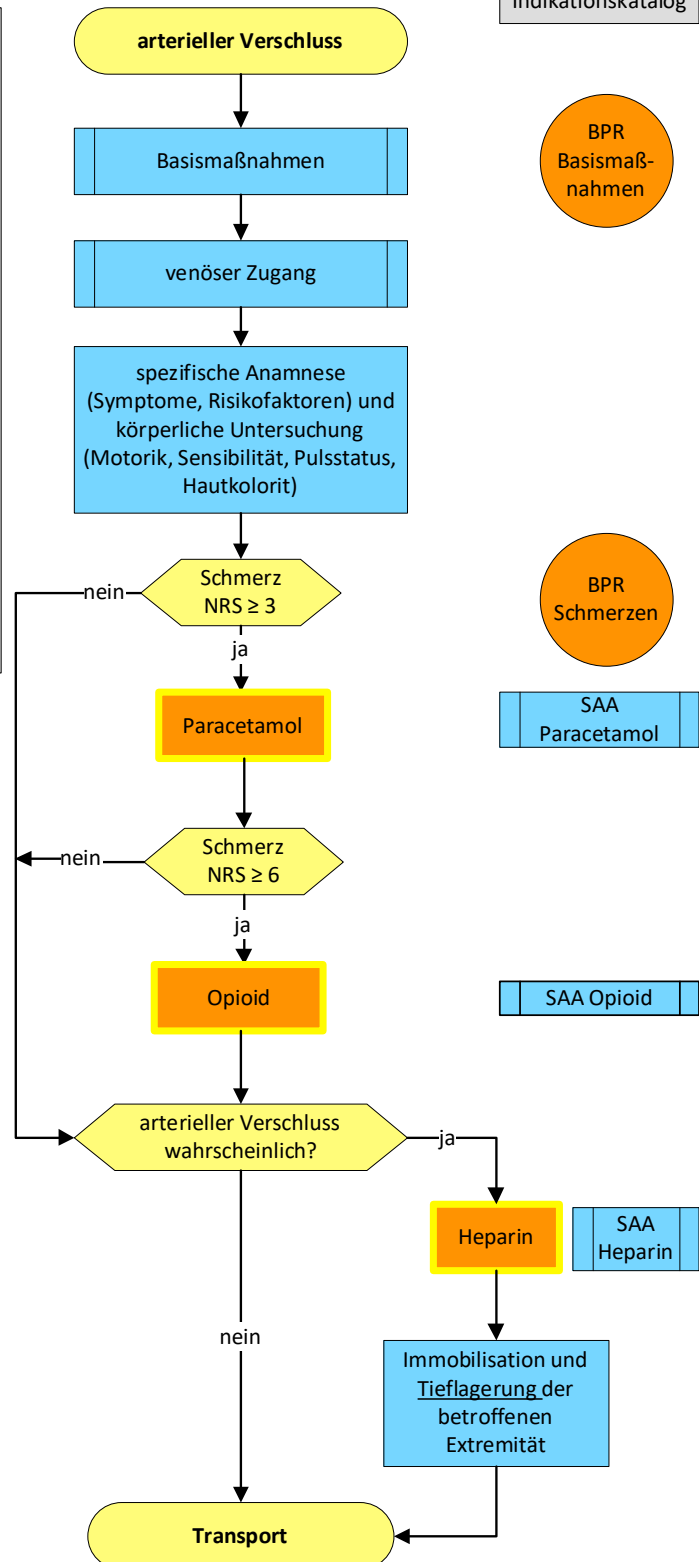 Indikationskatalog
arterieller Verschluss
Basismaßnahmen
BPR
Basismaß-
nahmen
venöser Zugang
spezifische Anamnese
(Symptome, Risikofaktoren) und
körperliche Untersuchung
(Motorik, Sensibilität, Pulsstatus,
Hautkolorit)
Schmerz
NRS ≥ 3
nein
ja
BPR
Schmerzen
Paracetamol
SAA
Paracetamol
Schmerz
NRS ≥ 6
nein
ja
Opioid
SAA Opioid
arterieller Verschluss
wahrscheinlich?
ja
Heparin
SAA
Heparin
nein
Immobilisation und
Tieflagerung der
betroffenen
Extremität
Transport